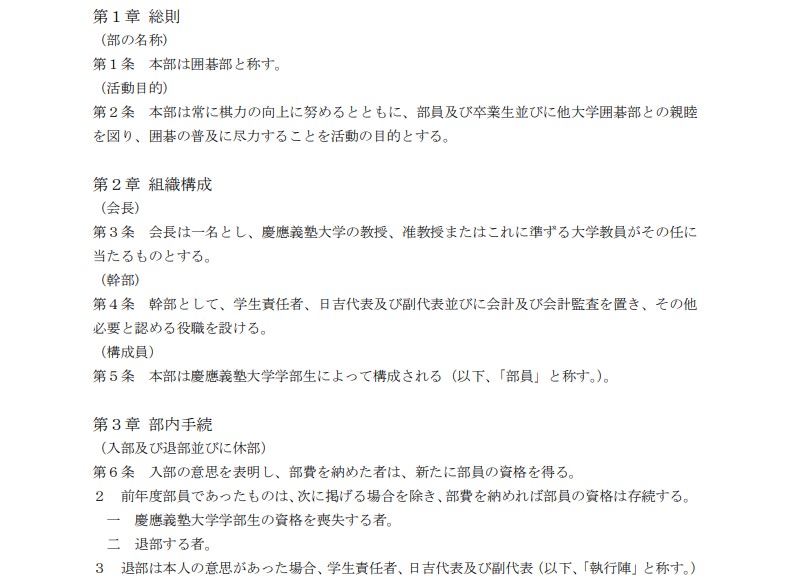 第１章 総則
（部の名称）
第１条　本部は囲碁部と称す。
（活動目的）
第２条　本部は常に棋力の向上に努めるとともに、部員及び卒業生並びに他大学囲碁部との親睦
を図り、囲碁の普及に尽力することを活動の目的とする。
第２章 組織構成
（会長）
第３条　会長は一名とし、慶應義塾大学の教授、准教授またはこれに準ずる大学教員がその任に
当たるものとする。
（幹部）
第４条　幹部として、学生責任者、日吉代表及び副代表並びに会計及び会計監査を置き、その他
必要と認める役職を設ける。
（構成員）
第５条　本部は慶應義塾大学学部生によって構成される（以下、「部員」と称す。）。
第３章 部内手続
（入部及び退部並びに休部）
第６条　入部の意思を表明し、部費を納めた者は、新たに部員の資格を得る。
２　前年度部員であったものは、次に掲げる場合を除き、部費を納めれば部員の資格は存続する。
一　慶應義塾大学学部生の資格を喪失する者。
二　退部する者。
３　退部は本人の意思があった場合、学生責任者、日吉代表及び副代表（以下、「執行陣」と称す。）